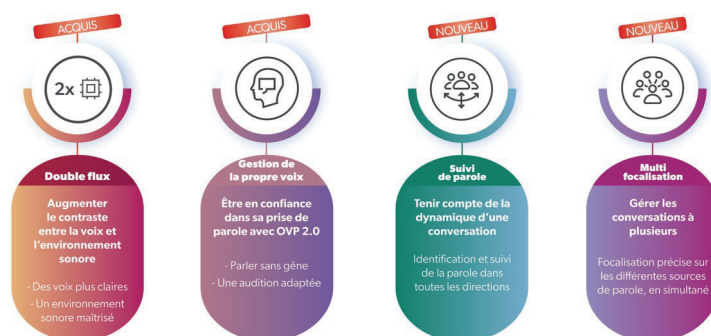 ACQUIS
2x
Double flux
Augmenter
le contraste
entre la voix et
l'environnement
sonore
- Des voix plus claires
- Un environnement
sonore maîtrisé
ACQUIS
Gestion de
la propre voix
Être en confiance
dans sa prise de
parole avec OVP 2.0
- Parler sans gêne
- Une audition adaptée
NOUVEAU
Suivi
de parole
Tenir compte de la
dynamique d'une
conversation
Identification et suivi
de la parole dans
toutes les directions
NOUVEAU
Multi
focalisation
Gérer les
conversations à
plusieurs
Focalisation précise sur
les différentes sources
de parole, en simultané